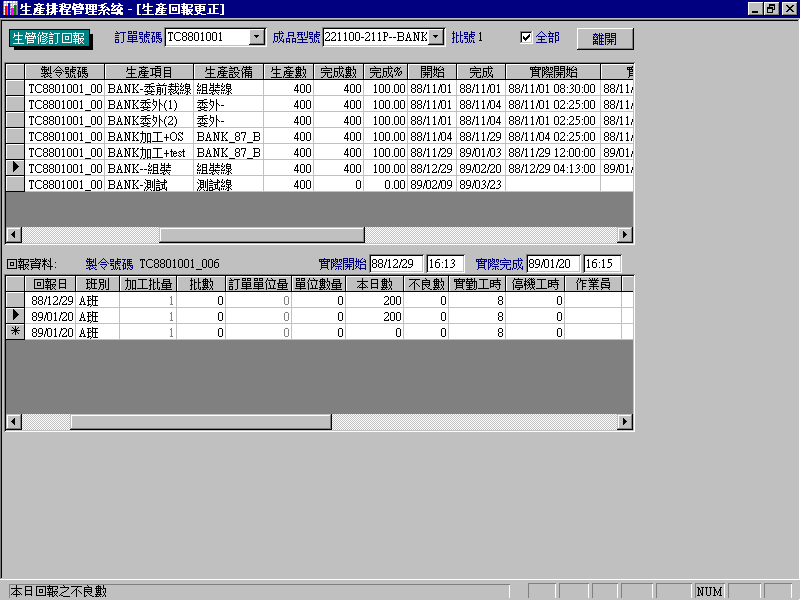 生產排程管理系統 - [生產回報更正]
生管修訂回報 訂單號碼 TC8801001 成品型號 221100-211P--BANK 批號 1 全部 離開
製令號碼 生產項目 生產設備 生產數 完成數 完成% 開始 完成 實際開始
TC8801001_00 BANK-委前裁線 組裝線 400 400 100.00 88/11/01 88/11/01 88/11/01 08:30:00 88/11/
TC8801001_00 BANK委外(1) 委外- 400 400 100.00 88/11/01 88/11/04 88/11/01 02:25:00 88/11/
TC8801001_00 BANK委外(2) 委外- 400 400 100.00 88/11/01 88/11/04 88/11/01 02:25:00 88/11/
TC8801001_00 BANK加工+OS BANK_87_B 400 400 100.00 88/11/04 88/11/29 88/11/04 02:25:00 88/11/
TC8801001_00 BANK加工+test BANK_87_B 400 400 100.00 88/11/29 89/01/03 88/11/29 12:00:00 89/01/
TC8801001_00 BANK--組裝 組裝線 400 400 100.00 88/12/29 89/02/20 88/12/29 04:13:00 89/01/
TC8801001_00 BANK-測試 測試線 400 0 0.00 89/02/09 89/03/23
回報資料: 製令號碼 TC8801001_006 實際開始 88/12/29 16:13 實際完成 89/01/20 16:15
回報日 班別 加工批量 批數 訂單單位量 單位數量 本日數 不良數 實勤工時 停機工時 作業員
88/12/29 A班 1 0 0 0 200 0 8 0
89/01/20 A班 1 0 0 0 200 0 8 0
89/01/20 A班 1 0 0 0 0 0 8 0
本日回報之不良數 NUM